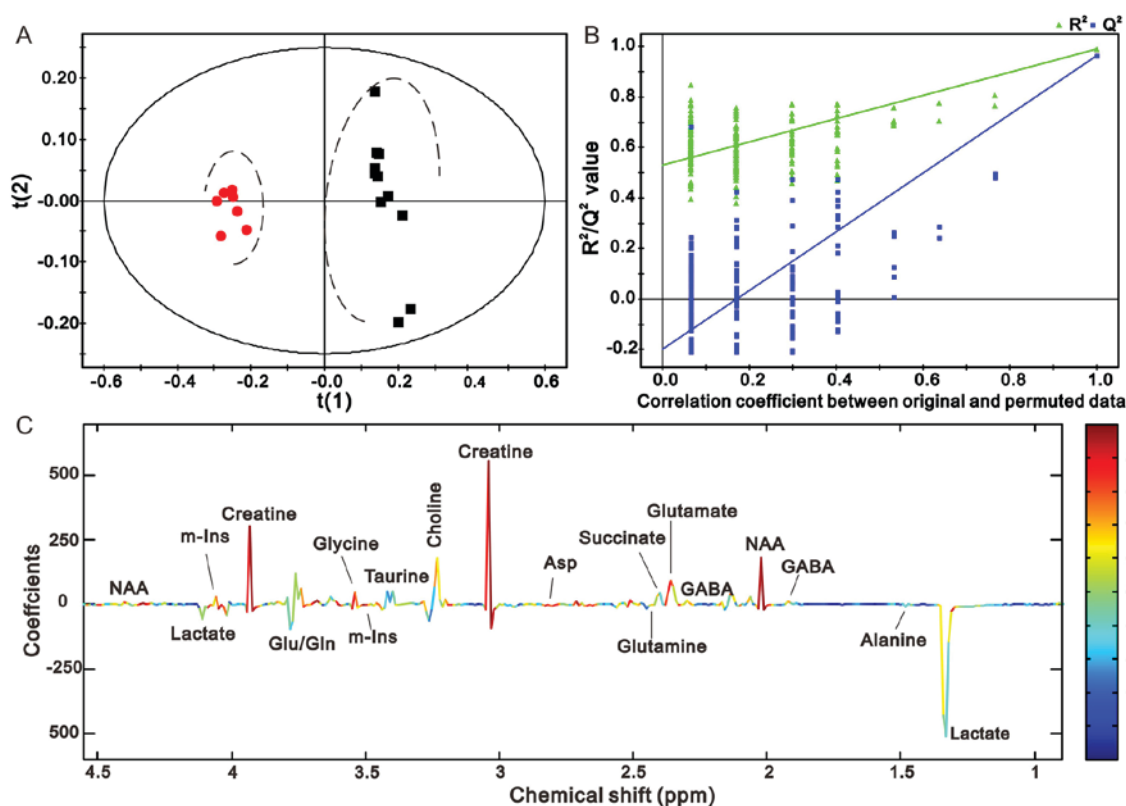 A
t(2)
0.20
0.10
-0.00
-0.10
-0.20
-0.6
-0.4
-0.2
-0.0
0.2
0.4
0.6
t(1)
B
R² Q²
R²/Q² value
1.0
0.8
0.6
0.4
0.2
0.0
-0.2
0.0
0.2
0.4
0.6
0.8
1.0
Correlation coefficient between original and permuted data
C
Coeffcients
500
250
0
-250
500
NAA
m-Ins
Lactate
Creatine
Glu/Gln
Glycine
m-Ins
Taurine
Choline
Creatine
Asp
Succinate
Glutamine
Glutamate
GABA
NAA
GABA
Alanine
Lactate
4.5
4
3.5
3
2.5
2
1.5
1
Chemical shift (ppm)